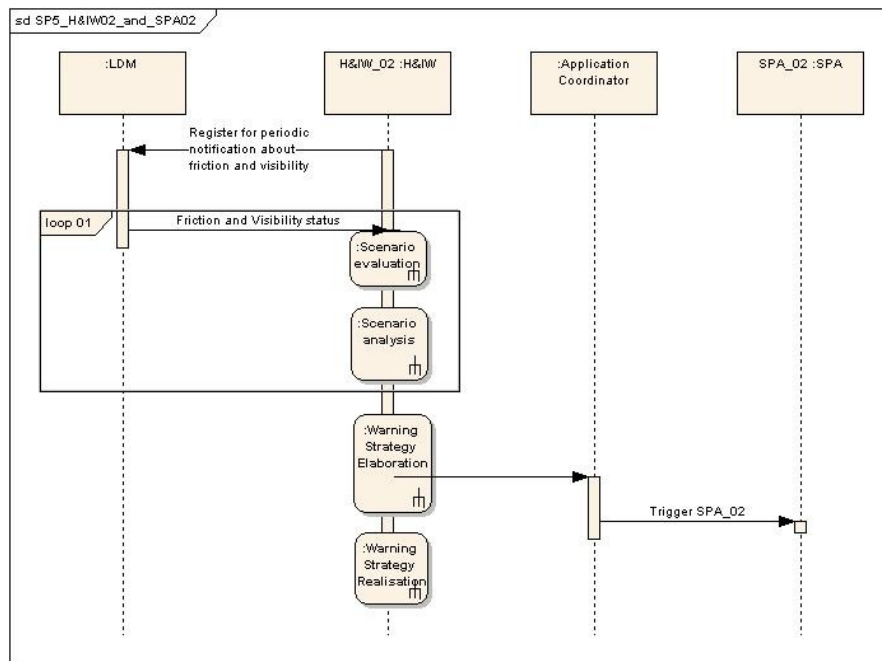 sd SP5_H&IW02_and_SPA02
:LDM
H&IW_02 :H&IW
:Application
Coordinator
SPA_02 :SPA
Register for periodic
notification about
friction and visibility
loop 01
Friction and Visibility status
:Scenario
evaluation
:Scenario
analysis
:Warning
Strategy
Elaboration
Trigger SPA_02
:Warning
Strategy
Realisation